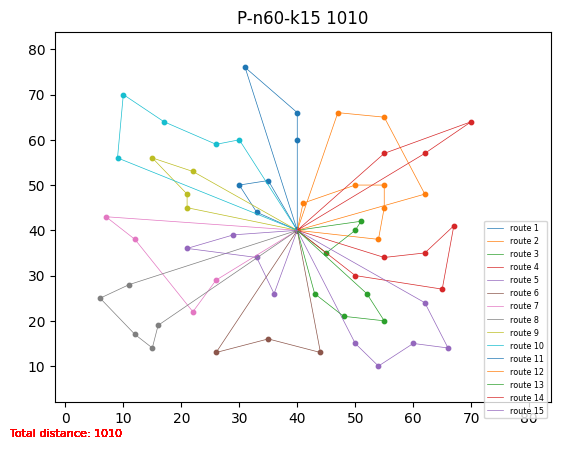 P-n60-k15 1010
80
70
60
50
40
30
20
10
0 10 20 30 40 50 60 70 80
route 1
route 2
route 3
route 4
route 5
route 6
route 7
route 8
route 9
route 10
route 11
route 12
route 13
route 14
route 15
Total distance: 1010